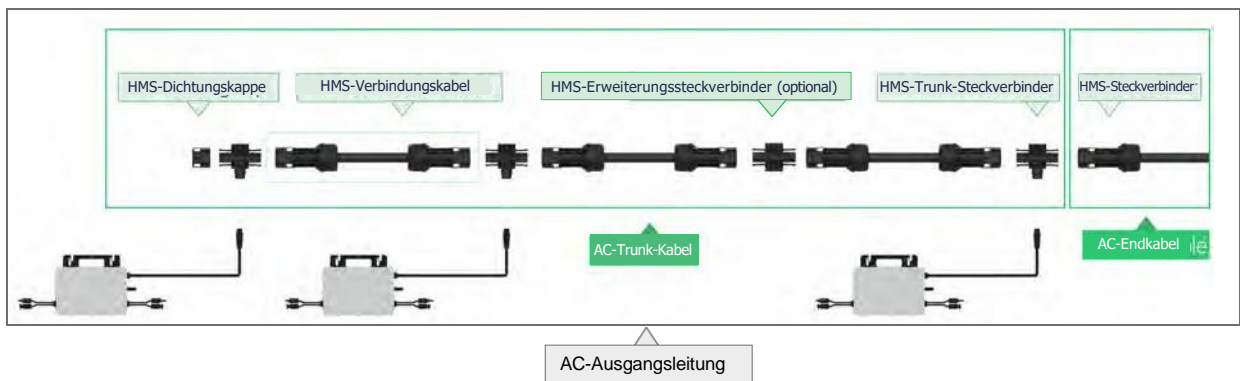 HMS-Dichtungskappe
HMS-Verbindungskabel
HMS-Erweiterungssteckverbinder (optional)
HMS-Trunk-Steckverbinder
HMS-Steckverbinder
AC-Trunk-Kabel
AC-Endkabel
AC-Ausgangsleitung